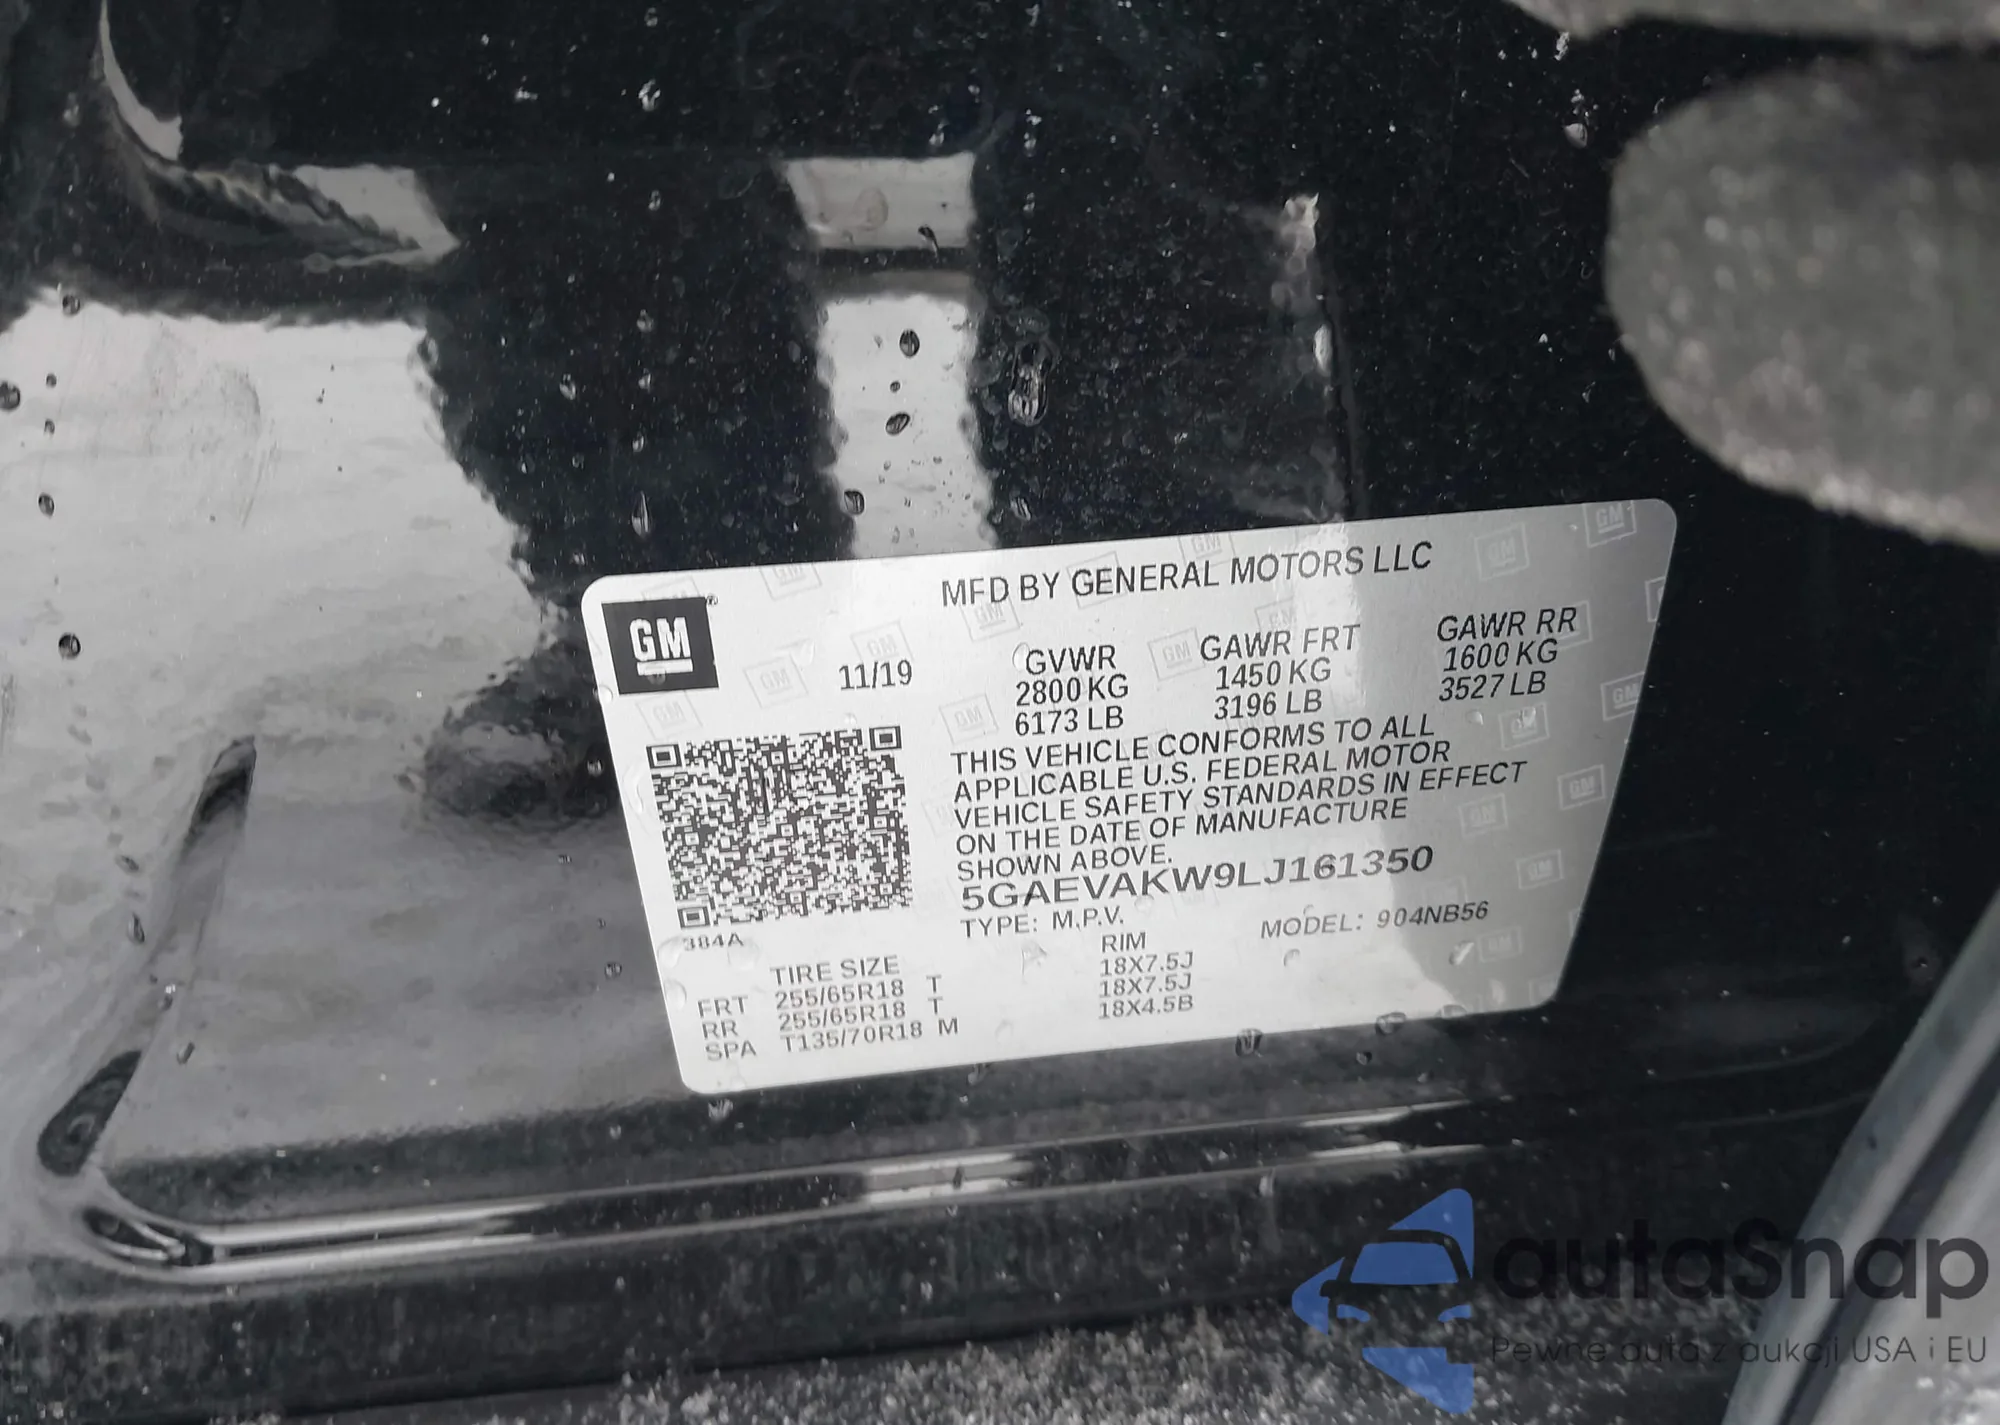 GM
MFD BY GENERAL MOTORS LLC
11/19
GVWR GAWR FRT GAWR RR
2800 KG 1450 KG 1600 KG
6173 LB 3196 LB 3527 LB
THIS VEHICLE CONFORMS TO ALL
APPLICABLE U.S. FEDERAL MOTOR
VEHICLE SAFETY STANDARDS IN EFFECT
ON THE DATE OF MANUFACTURE
SHOWN ABOVE.
5GAEVAKW9LJ161350
TYPE: M.P.V. MODEL: 904NB56
384A
TIRE SIZE RIM
FRT 255/65R18 T 18X7.5J
RR 255/65R18 T 18X7.5J
SPA T135/70R18 M 18X4.5B
autaSnap
Pewne auta z aukcji USA i EU